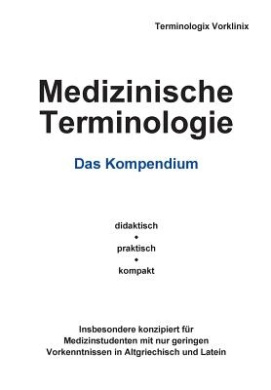 Terminologix Vorklinix
Medizinische
Terminologie
Das Kompendium
didaktisch
•
praktisch
•
kompakt
Insbesondere konzipiert für
Medizinstudenten mit nur geringen
Vorkenntnissen in Altgriechisch und Latein